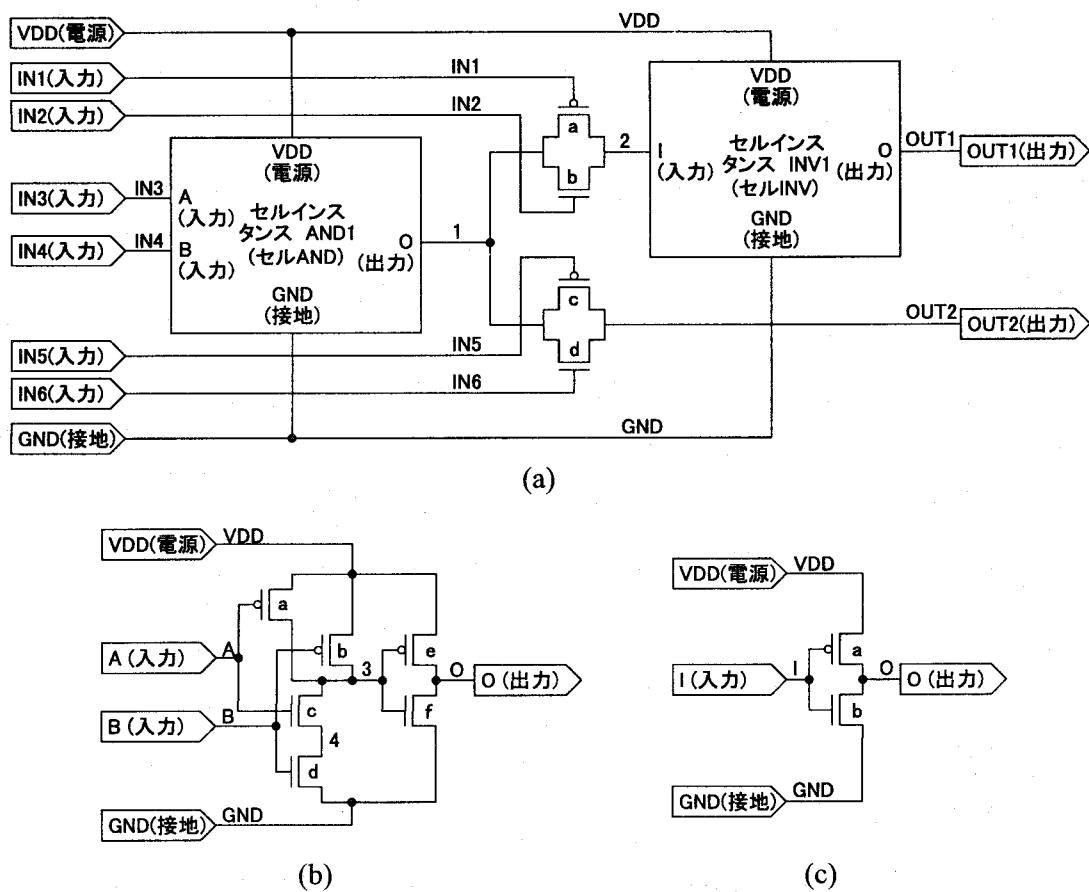 VDD(電源)
VDD
IN1(入力)
IN1
IN2(入力)
IN2
VDD
(電源)
IN3(入力)
IN3
A
(入力)
IN4(入力)
IN4
B
(入力)
セルインス
タンス AND1
(セルAND)
O
(出力)
GND
(接地)
1
a
b
2
VDD
(電源)
I
(入力)
セルインス
タンス INV1
(セルINV)
O
(出力)
GND
(接地)
OUT1
OUT1(出力)
c
d
OUT2
OUT2(出力)
IN5(入力)
IN5
IN6(入力)
IN6
GND(接地)
GND
(a)
VDD(電源)
VDD
a
A(入力)
A
b
3
e
O
O(出力)
B(入力)
B
c
f
4
d
GND(接地)
GND
(b)
VDD(電源)
VDD
a
I(入力)
I
O
O(出力)
b
GND(接地)
GND
(c)